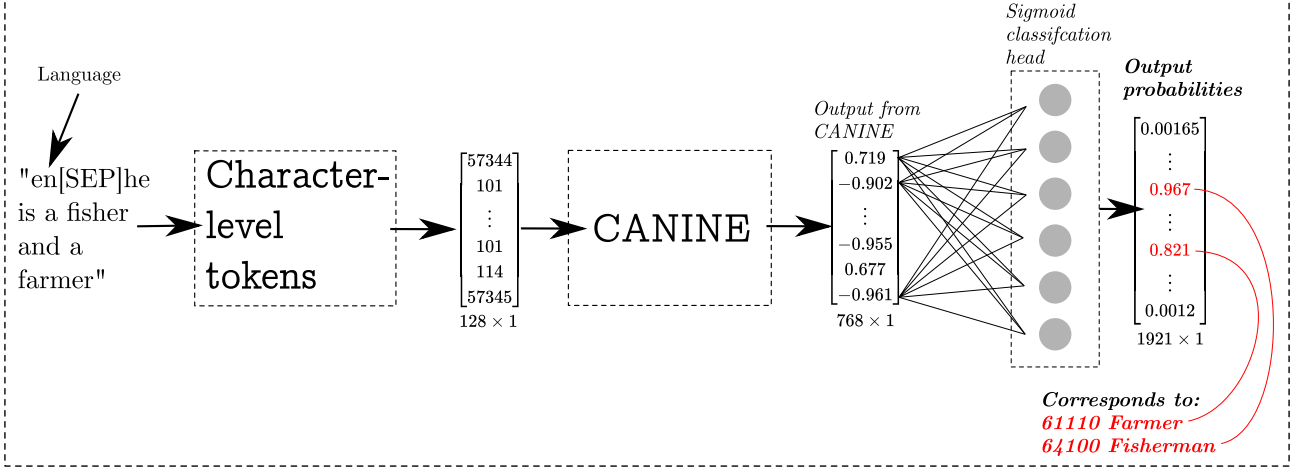 Language
"en[SEP]he
is a fisher
and a
farmer"
Character-
level
tokens
57344
101
⋮
101
114
57345
128 × 1
CANINE
Output from
CANINE
0.719
−0.902
⋮
−0.955
0.677
−0.961
768 × 1
Sigmoid
classifcation
head
Output
probabilities
0.00165
⋮
0.967
⋮
0.821
⋮
0.0012
1921 × 1
Corresponds to:
61110 Farmer
64100 Fisherman